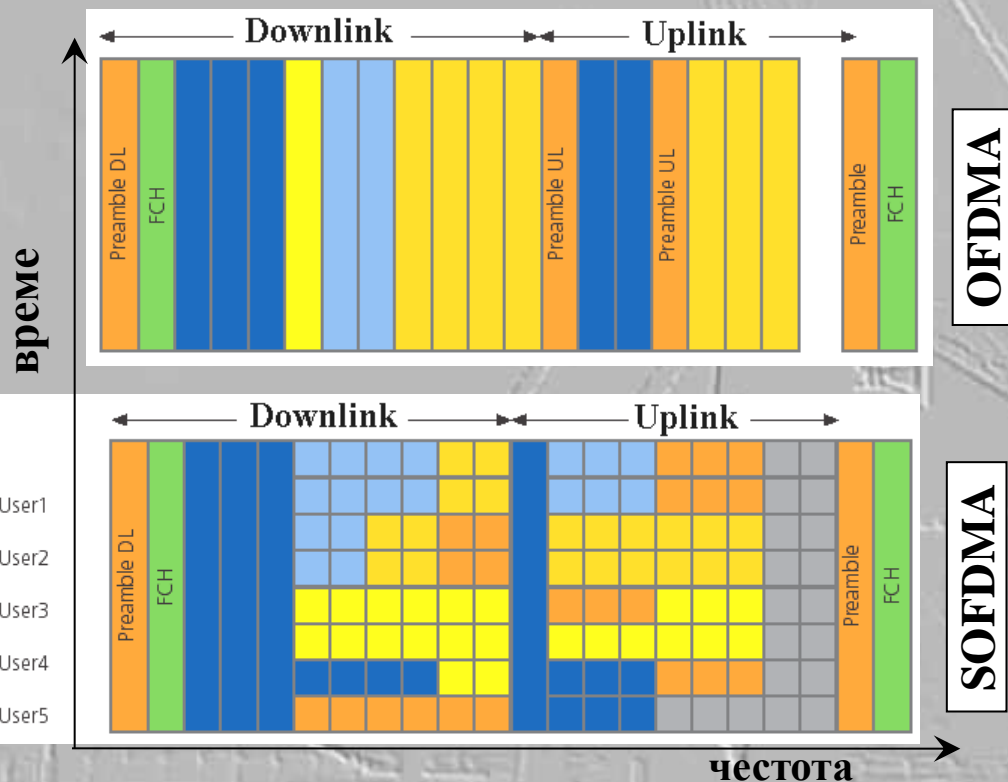 Downlink
Uplink
Preamble DL
FCH
Preamble UL
Preamble UL
Preamble
FCH
OFDMA
време
Downlink
Uplink
User1
User2
User3
User4
User5
Preamble DL
FCH
Preamble
FCH
SOFDMA
честота